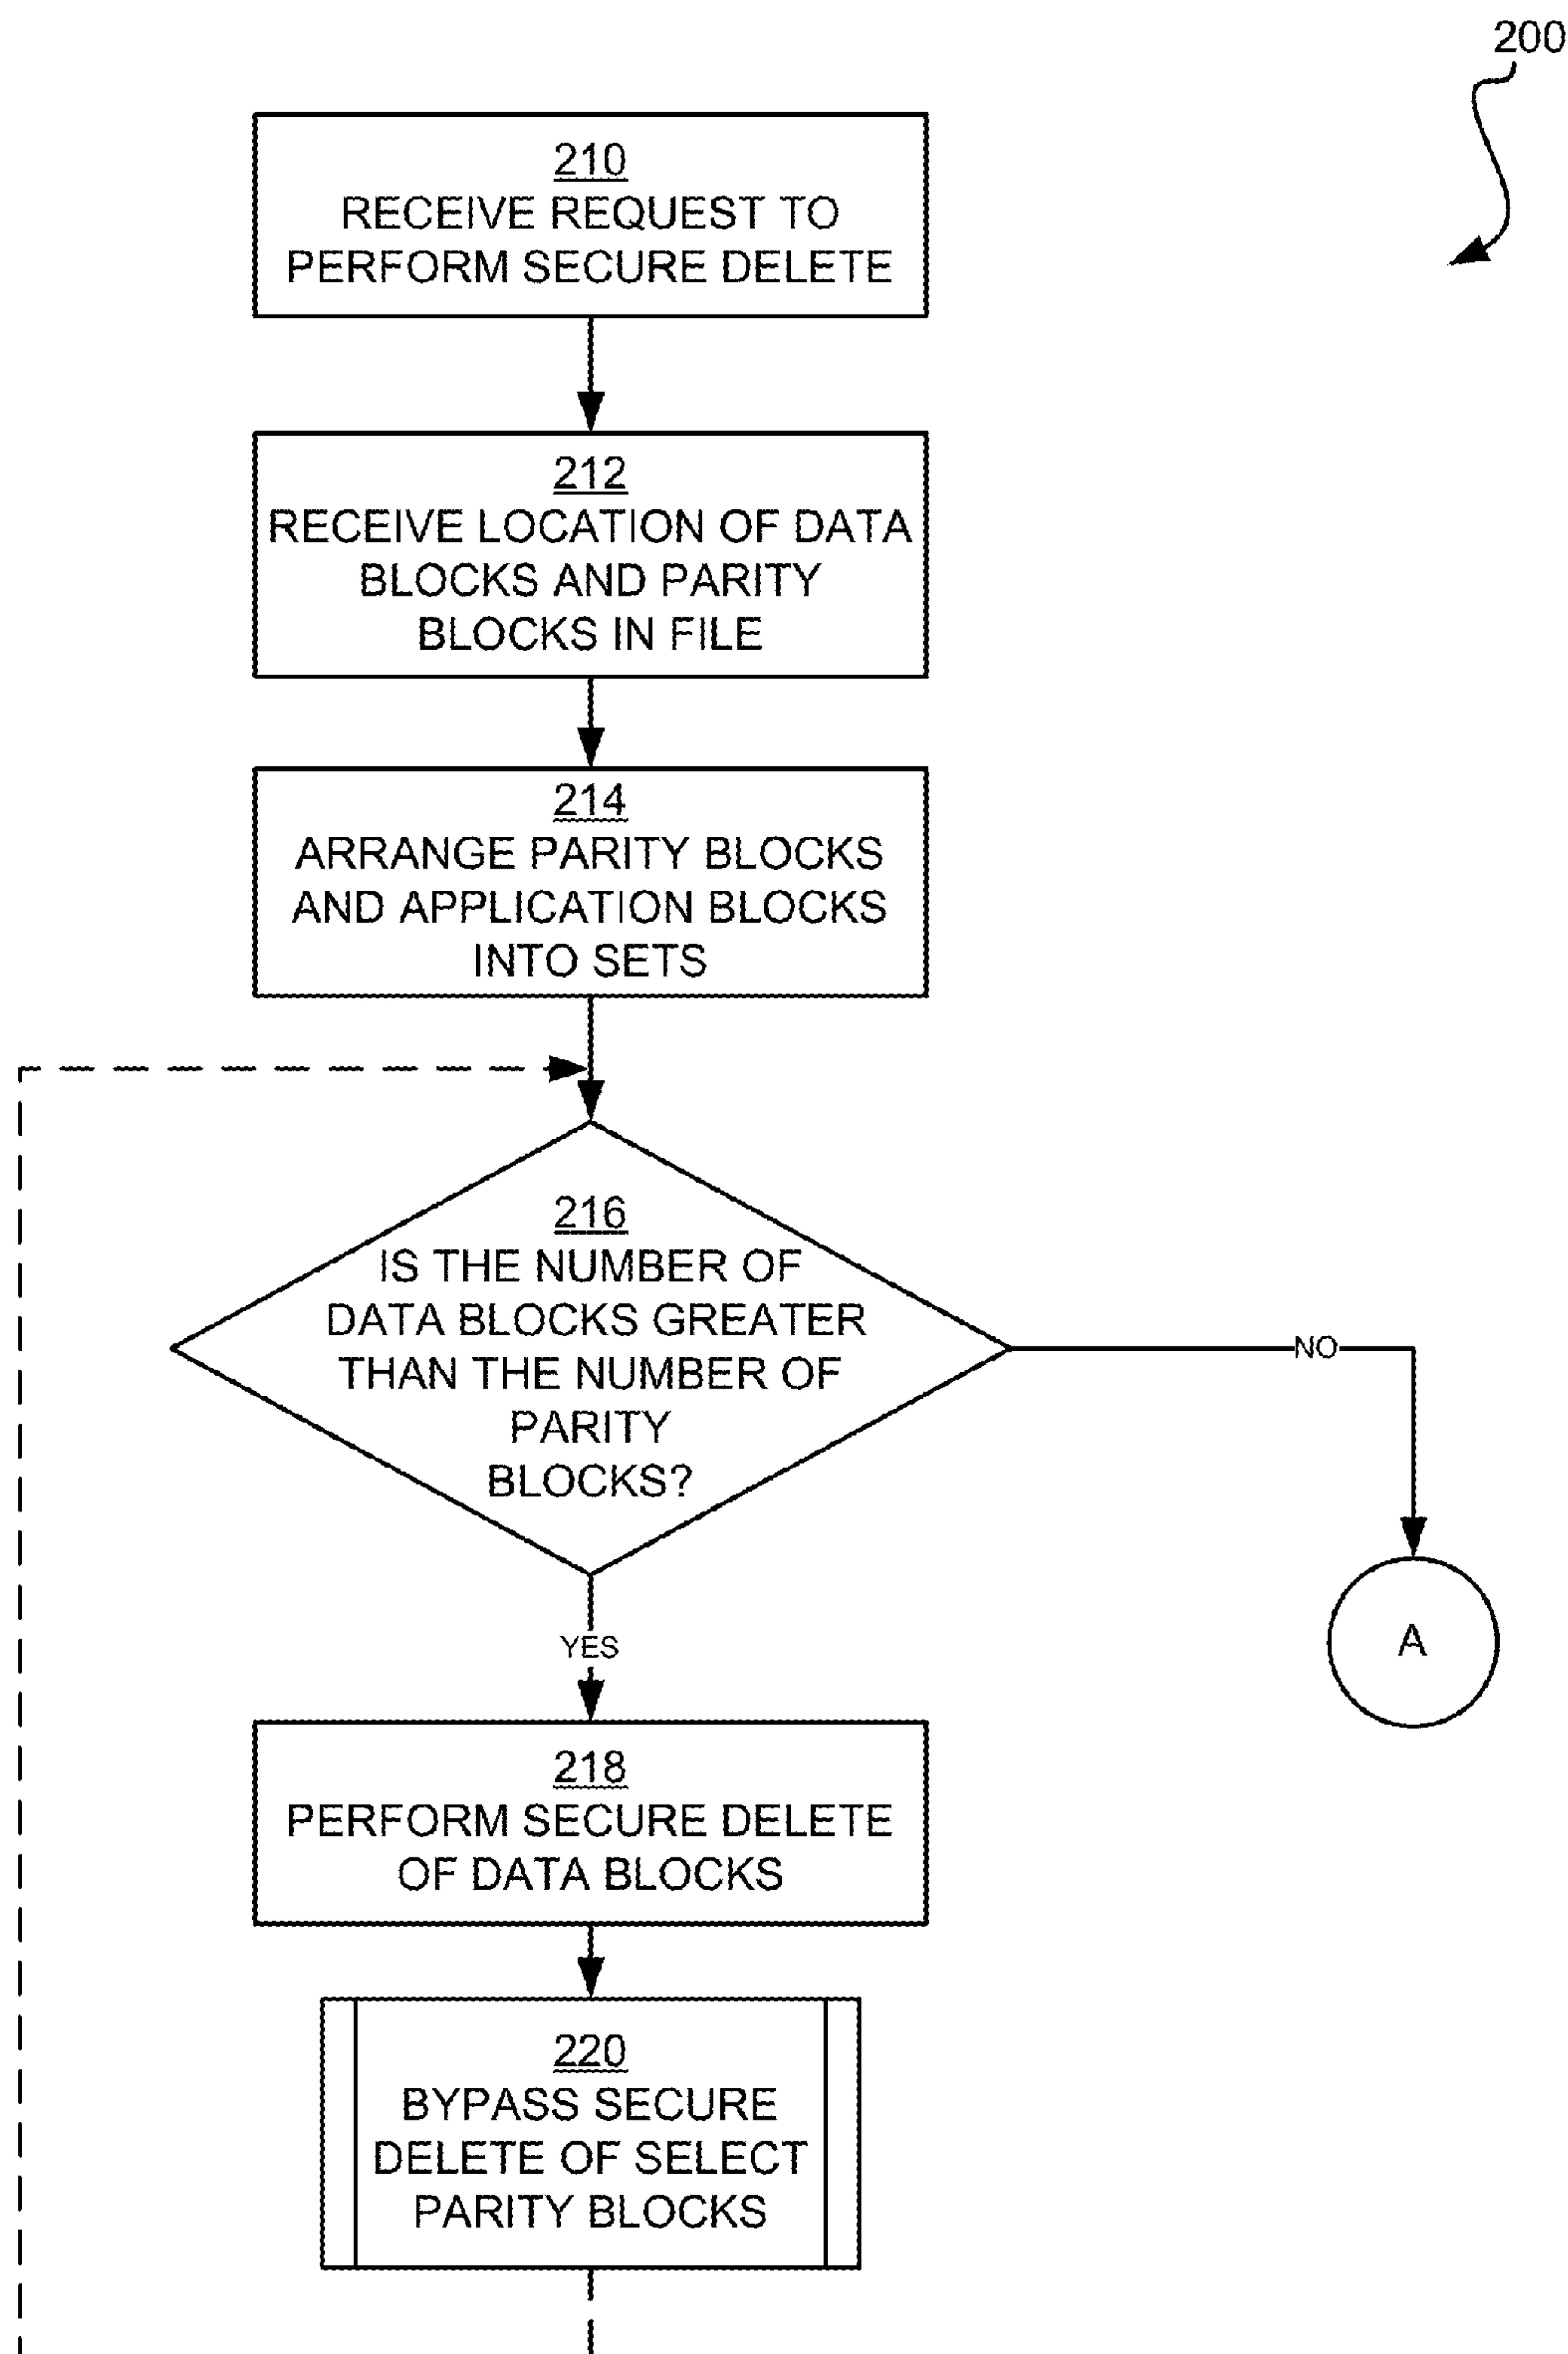 200
210
RECEIVE REQUEST TO
PERFORM SECURE DELETE
212
RECEIVE LOCATION OF DATA
BLOCKS AND PARITY
BLOCKS IN FILE
214
ARRANGE PARITY BLOCKS
AND APPLICATION BLOCKS
INTO SETS
216
IS THE NUMBER OF
DATA BLOCKS GREATER
THAN THE NUMBER OF
PARITY
BLOCKS?
NO
A
YES
218
PERFORM SECURE DELETE
OF DATA BLOCKS
220
BYPASS SECURE
DELETE OF SELECT
PARITY BLOCKS